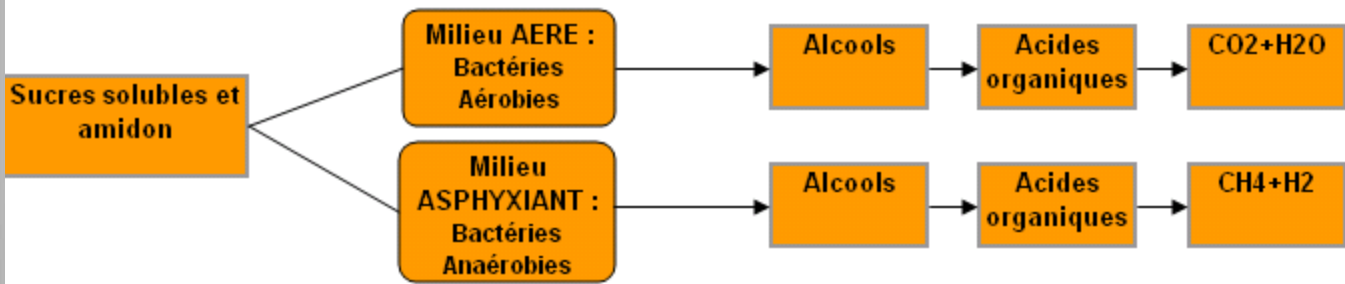 Sucres solubles et
amidon
Milieu AERE :
Bactéries
Aérobies
Alcools
Acides
organiques
CO2+H2O
Milieu
ASPHYXIANT :
Bactéries
Anaérobies
Alcools
Acides
organiques
CH4+H2